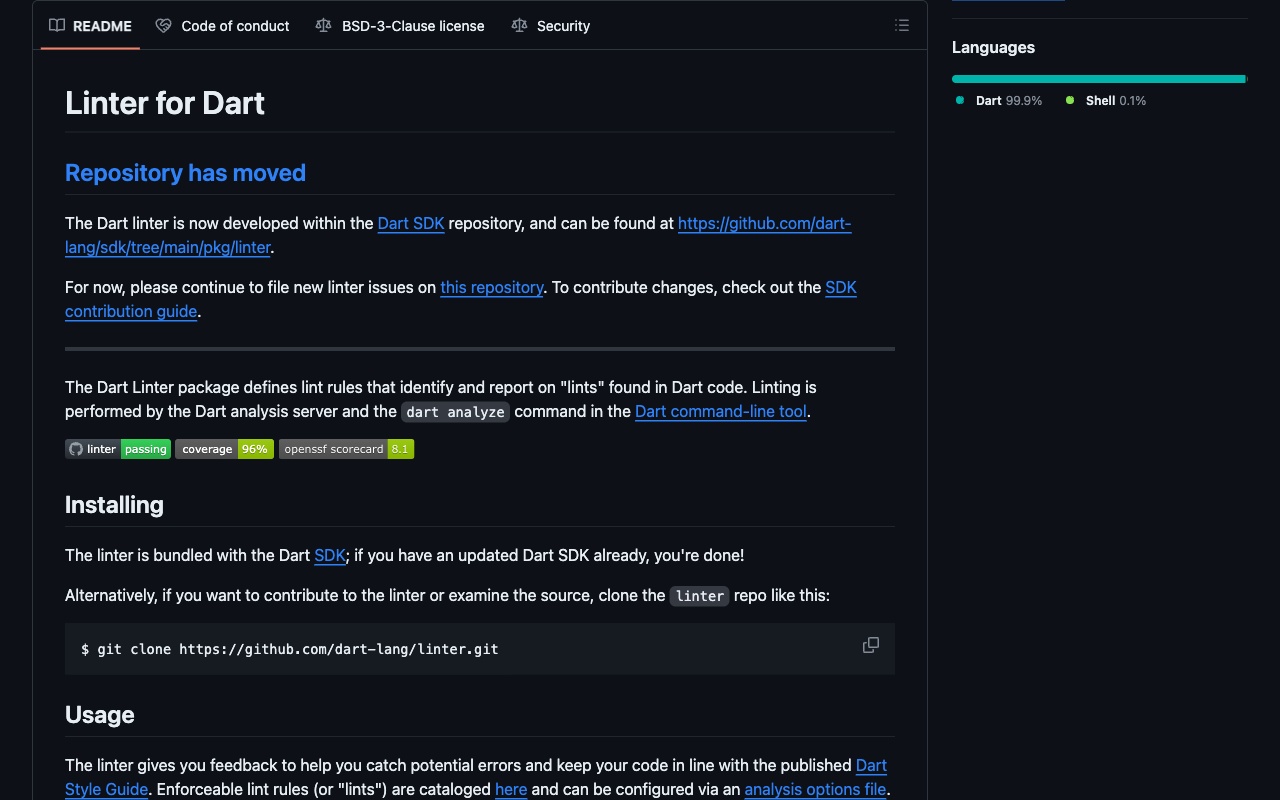 README
Code of conduct
BSD-3-Clause license
Security
Languages
Dart 99.9%
Shell 0.1%
Linter for Dart
Repository has moved
The Dart linter is now developed within the Dart SDK repository, and can be found at https://github.com/dart-
lang/sdk/tree/main/pkg/linter.
For now, please continue to file new linter issues on this repository. To contribute changes, check out the SDK
contribution guide.
The Dart Linter package defines lint rules that identify and report on "lints" found in Dart code. Linting is
performed by the Dart analysis server and the dart analyze command in the Dart command-line tool.
linter passing coverage 96% openssf scorecard 8.1
Installing
The linter is bundled with the Dart SDK; if you have an updated Dart SDK already, you're done!
Alternatively, if you want to contribute to the linter or examine the source, clone the linter repo like this:
$ git clone https://github.com/dart-lang/linter.git
Usage
The linter gives you feedback to help you catch potential errors and keep your code in line with the published Dart
Style Guide. Enforceable lint rules (or "lints") are cataloged here and can be configured via an analysis options file.